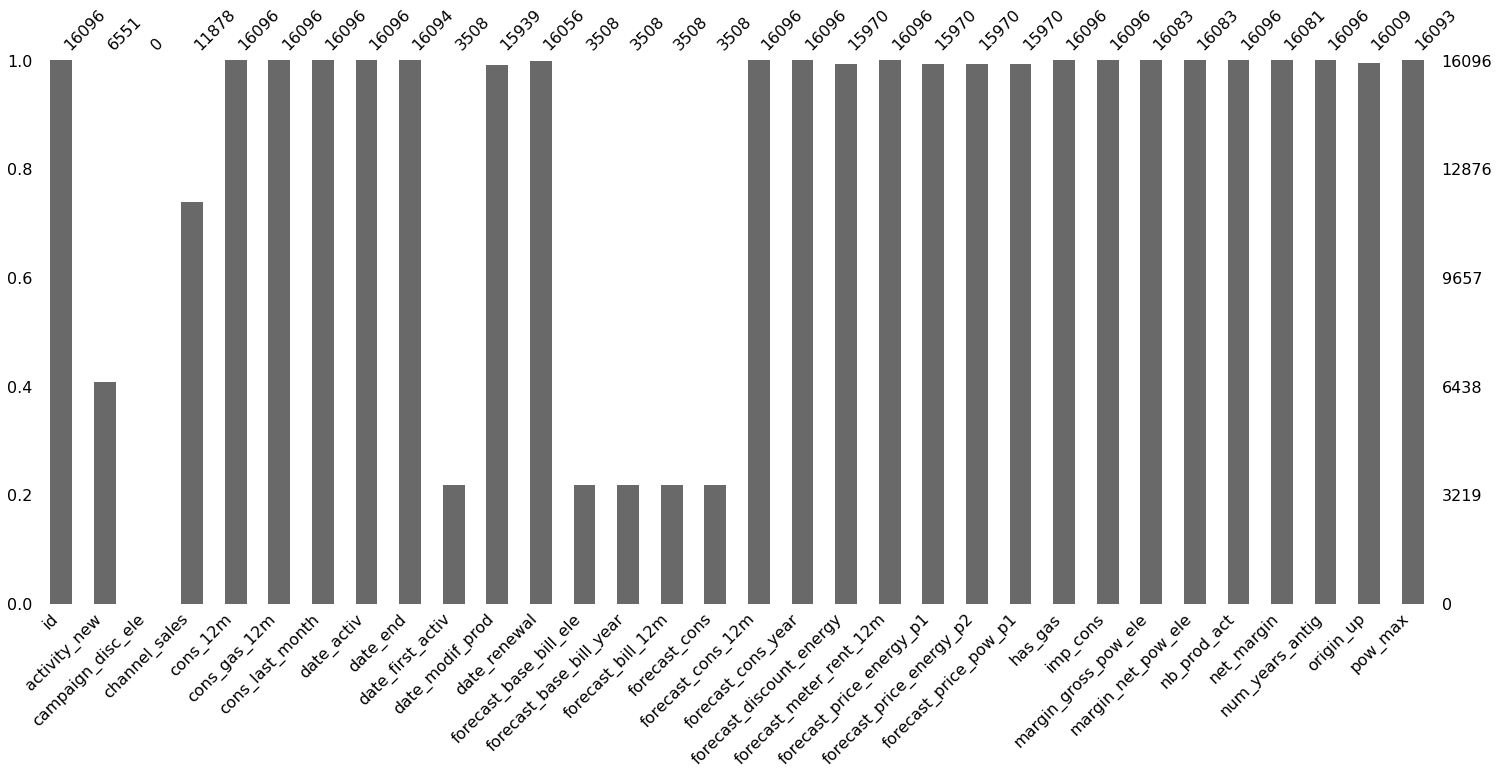 16096 6551 0 11878 16096 16096 16096 16096 16094 3508 15939 16056 3508 3508 3508 3508 16096 16096 15970 16096 15970 15970 15970 16096 16096 16083 16083 16096 16081 16096 16009 16093
1.0 16096
0.8 12876
0.6 9657
0.4 6438
0.2 3219
0.0 0
id
activity_new
campaign_disc_ele
channel_sales
cons_12m
cons_gas_12m
cons_last_month
date_activ
date_end
date_first_activ
date_modif_prod
date_renewal
forecast_base_bill_ele
forecast_base_bill_year
forecast_bill_12m
forecast_cons
forecast_cons_12m
forecast_cons_year
forecast_discount_energy
forecast_meter_rent_12m
forecast_price_energy_p1
forecast_price_energy_p2
forecast_price_pow_p1
has_gas
imp_cons
margin_gross_pow_ele
margin_net_pow_ele
nb_prod_act
net_margin
num_years_antig
origin_up
pow_max